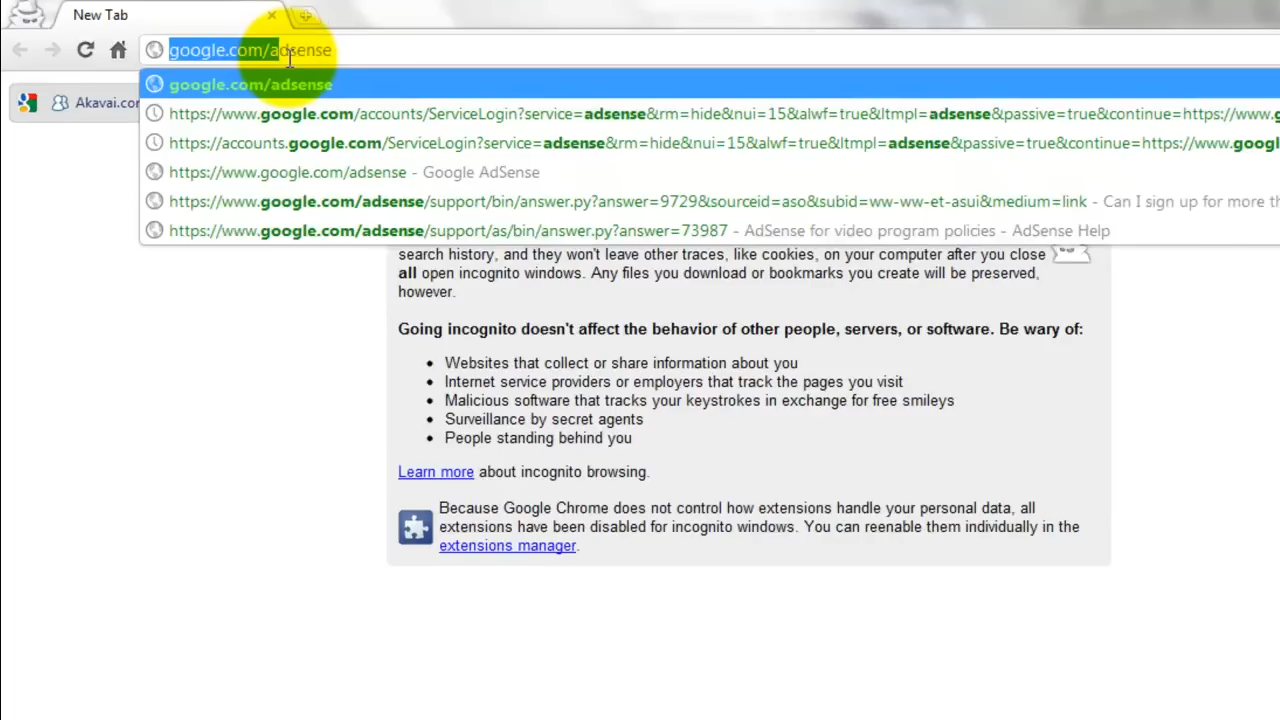 New Tab
google.com/adsense
google.com/adsense
Akavai.com
https://www.google.com/accounts/ServiceLogin?service=adsense&rm=hide&nui=15&alwf=true&ltmpl=adsense&passive=true&continue=https://www.g
https://accounts.google.com/ServiceLogin?service=adsense&rm=hide&nui=15&alwf=true&ltmpl=adsense&passive=true&continue=https://www.googl
https://www.google.com/adsense - Google AdSense
https://www.google.com/adsense/support/bin/answer.py?answer=9729&sourceid=aso&subid=ww-ww-et-asui&medium=link - Can I sign up for more th
https://www.google.com/adsense/support/as/bin/answer.py?answer=73987 - AdSense for video program policies - AdSense Help
search history, and they won't leave other traces, like cookies, on your computer after you close
all open incognito windows. Any files you download or bookmarks you create will be preserved,
however.
Going incognito doesn't affect the behavior of other people, servers, or software. Be wary of:
• Websites that collect or share information about you
• Internet service providers or employers that track the pages you visit
• Malicious software that tracks your keystrokes in exchange for free smileys
• Surveillance by secret agents
• People standing behind you
Learn more about incognito browsing.
Because Google Chrome does not control how extensions handle your personal data, all
extensions have been disabled for incognito windows. You can reenable them individually in the
extensions manager.